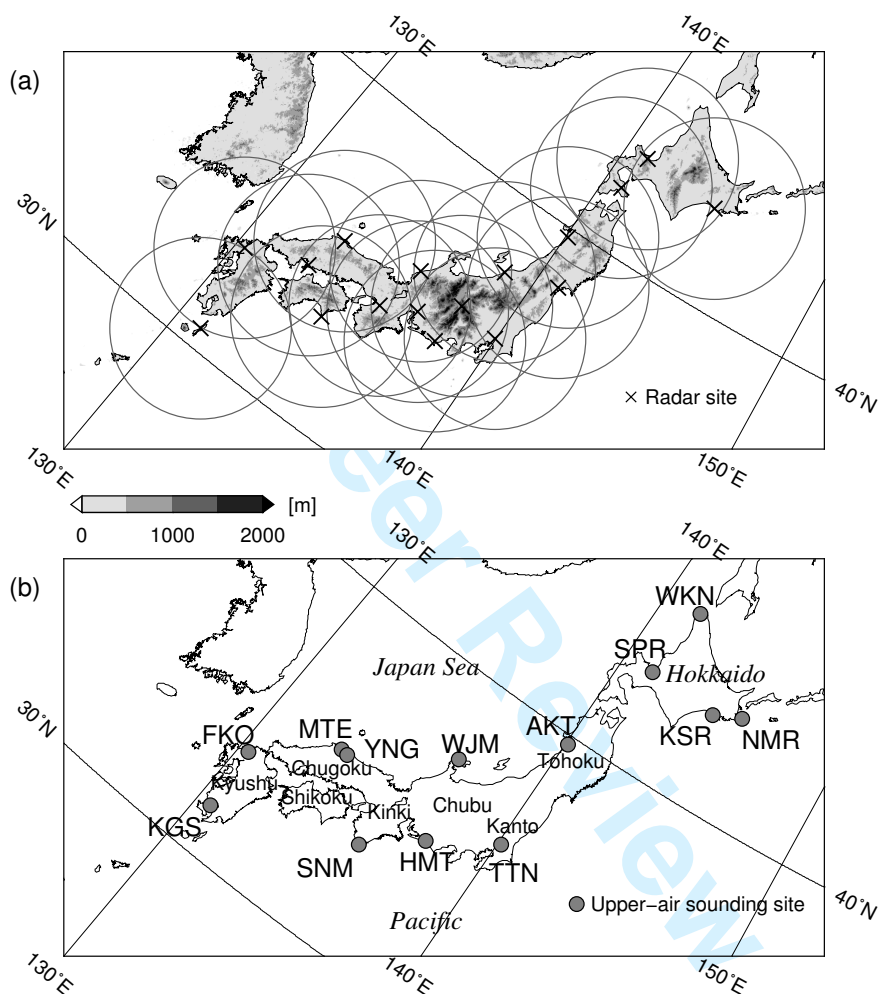 130°E
140°E
(a)
30°N
× Radar site
40°N
130°E
140°E
150°E
[m]
0 1000 2000
130°E
140°E
(b)
WKN
SPR
Japan Sea
Hokkaido
30°N
FKO
MTE
YNG
WJM
AKT
KSR
NMR
Tohoku
Chugoku
Kyushu
Shikoku
Kinki
Chubu
Kanto
KGS
SNM
HMT
TTN
Upper−air sounding site
Pacific
40°N
130°E
140°E
150°E
eer Review